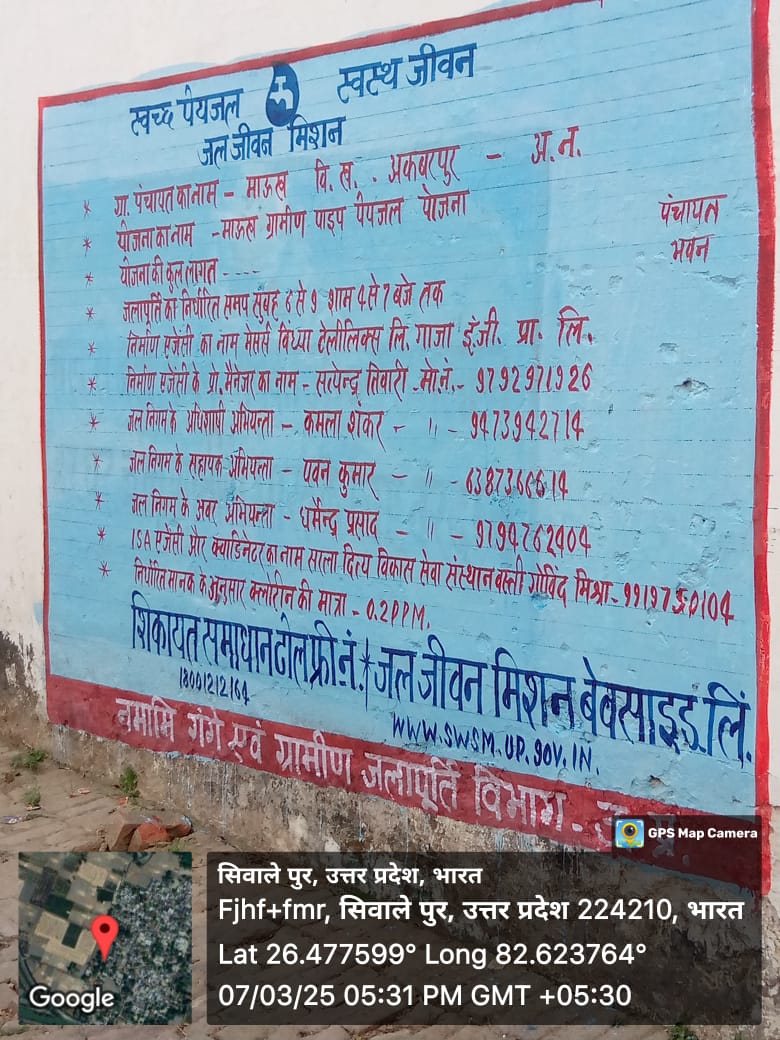 स्वच्छ पेयजल स्वस्थ जीवन
जल जीवन मिशन
* ग्रा. पंचायत का नाम - माऊख वि. ख. . अकबरपुर - अ. न.
* योजना का नाम - माऊख ग्रामीण पाइप पेयजल योजना
पंचायत भवन
* योजना की कुल लागत - - - -
* जलापूर्ति का निर्धारित समय सुबह 6 से 9 शाम 4 से 7 बजे तक
* निर्माण एजेंसी का नाम मेसर्स विंध्या टेलीलिंक्स लि. गाजा इंजी. प्रा. लि.
* निर्माण एजेंसी के प्रो. मैनेजर का नाम - सत्येन्द्र तिवारी - मो.नं. - 9792971926
* जल निगम के अधिशाषी अभियन्ता - कमला शंकर - " - 9473942714
* जल निगम के सहायक अभियन्ता - पवन कुमार - " - 6387366614
* जल निगम के अवर अभियन्ता - धर्मेन्द्र प्रसाद - " - 9794762404
* ISA एजेंसी और क्वाडिनेटर का नाम सरला दित्य विकास सेवा संस्थान बस्ती गोविंद मिश्रा - 9919750104
* निर्धारित मानक के अनुसार क्लोरिन की मात्रा - 0.2 PPM.
शिकायत समाधान टोल फ्री नं. * जल जीवन मिशन बेबसाइड. लिं.
18001212164
WWW.SWSM.UP.GOV.IN.
नमामि गंगे एवं ग्रामीण जलापूर्ति विभाग - उ. प्र.
GPS Map Camera
सिवाले पुर, उत्तर प्रदेश, भारत
Fjhf+fmr, सिवाले पुर, उत्तर प्रदेश 224210, भारत
Lat 26.477599° Long 82.623764°
07/03/25 05:31 PM GMT +05:30
Google